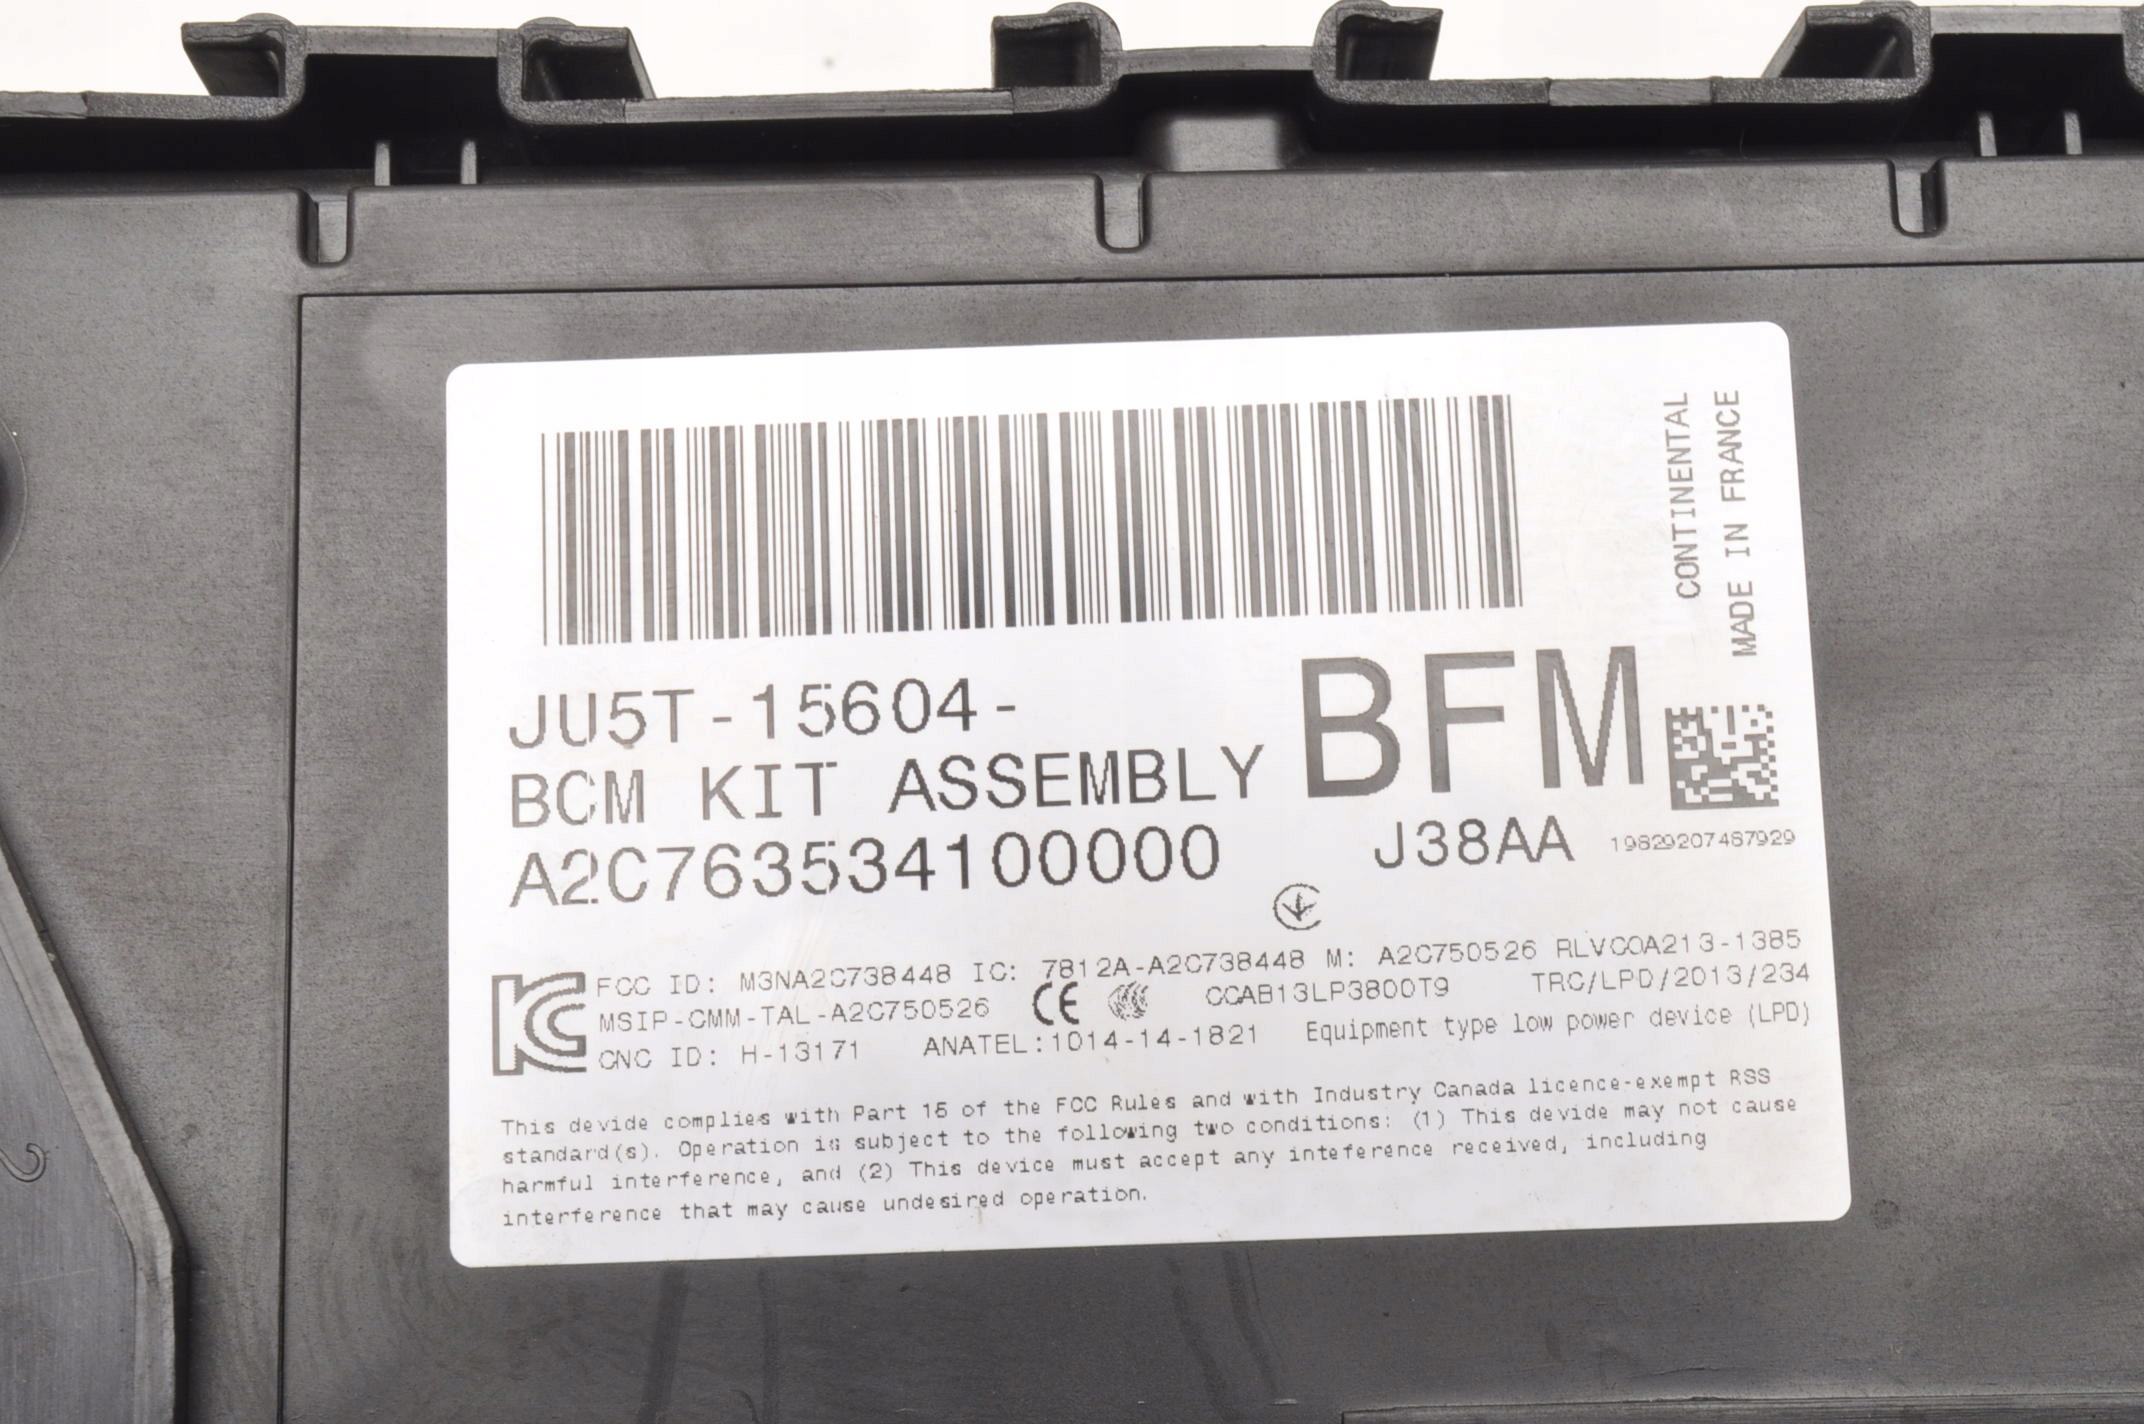 CONTINENTAL
MADE IN FRANCE
JU5T-15604-
BFM
BCM KIT ASSEMBLY
A2C763534100000
J38AA
19829207487929
FCC ID: M3NA2C738448 IC: 7812A-A2C738448 M: A2C750526 RLVCOA213-1385
MSIP-CMM-TAL-A2C750526 CE CCAB13LP3800T9 TRC/LPD/2013/234
CNC ID: H-13171 ANATEL:1014-14-1821 Equipment type low power device (LPD)
This devide complies with Part 15 of the FCC Rules and with Industry Canada licence-exempt RSS
standard(s). Operation is subject to the following two conditions: (1) This devide may not cause
harmful interference, and (2) This device must accept any inteference received, including
interference that may cause undesired operation.